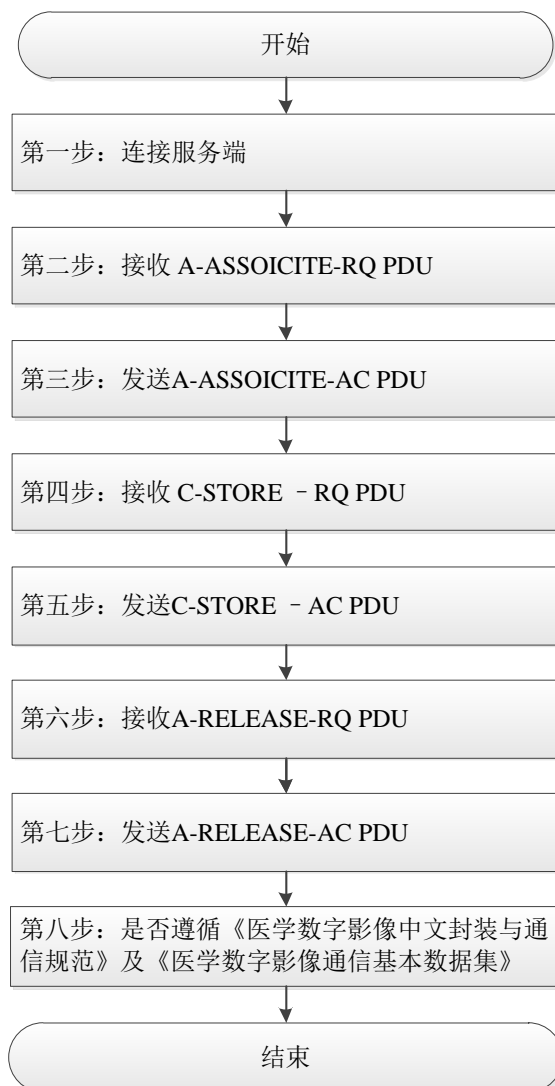 开始
第一步：连接服务端
第二步：接收 A-ASSOICITE-RQ PDU
第三步：发送A-ASSOICITE-AC PDU
第四步：接收 C-STORE －RQ PDU
第五步：发送C-STORE －AC PDU
第六步：接收A-RELEASE-RQ PDU
第七步：发送A-RELEASE-AC PDU
第八步：是否遵循《医学数字影像中文封装与通
信规范》及《医学数字影像通信基本数据集》
结束